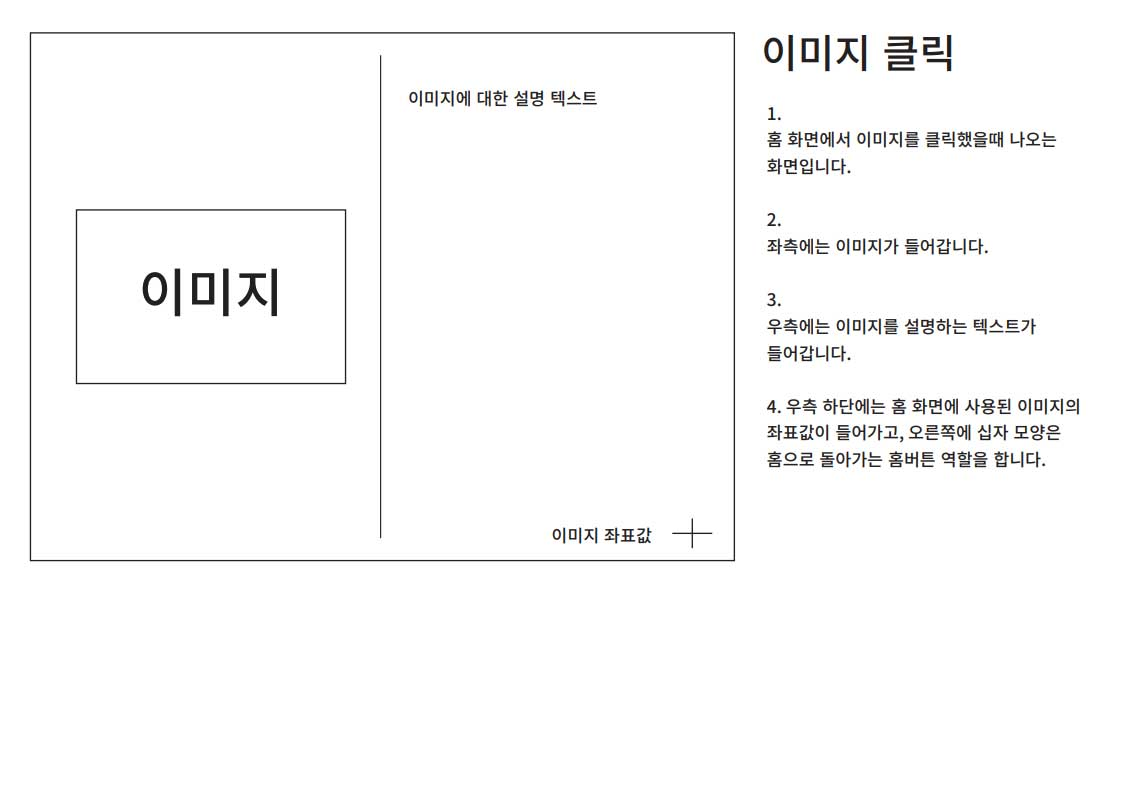 이미지에 대한 설명 텍스트
이미지
이미지 좌표값
이미지 클릭
1.
홈 화면에서 이미지를 클릭했을때 나오는
화면입니다.
2.
좌측에는 이미지가 들어갑니다.
3.
우측에는 이미지를 설명하는 텍스트가
들어갑니다.
4. 우측 하단에는 홈 화면에 사용된 이미지의
좌표값이 들어가고, 오른쪽에 십자 모양은
홈으로 돌아가는 홈버튼 역할을 합니다.